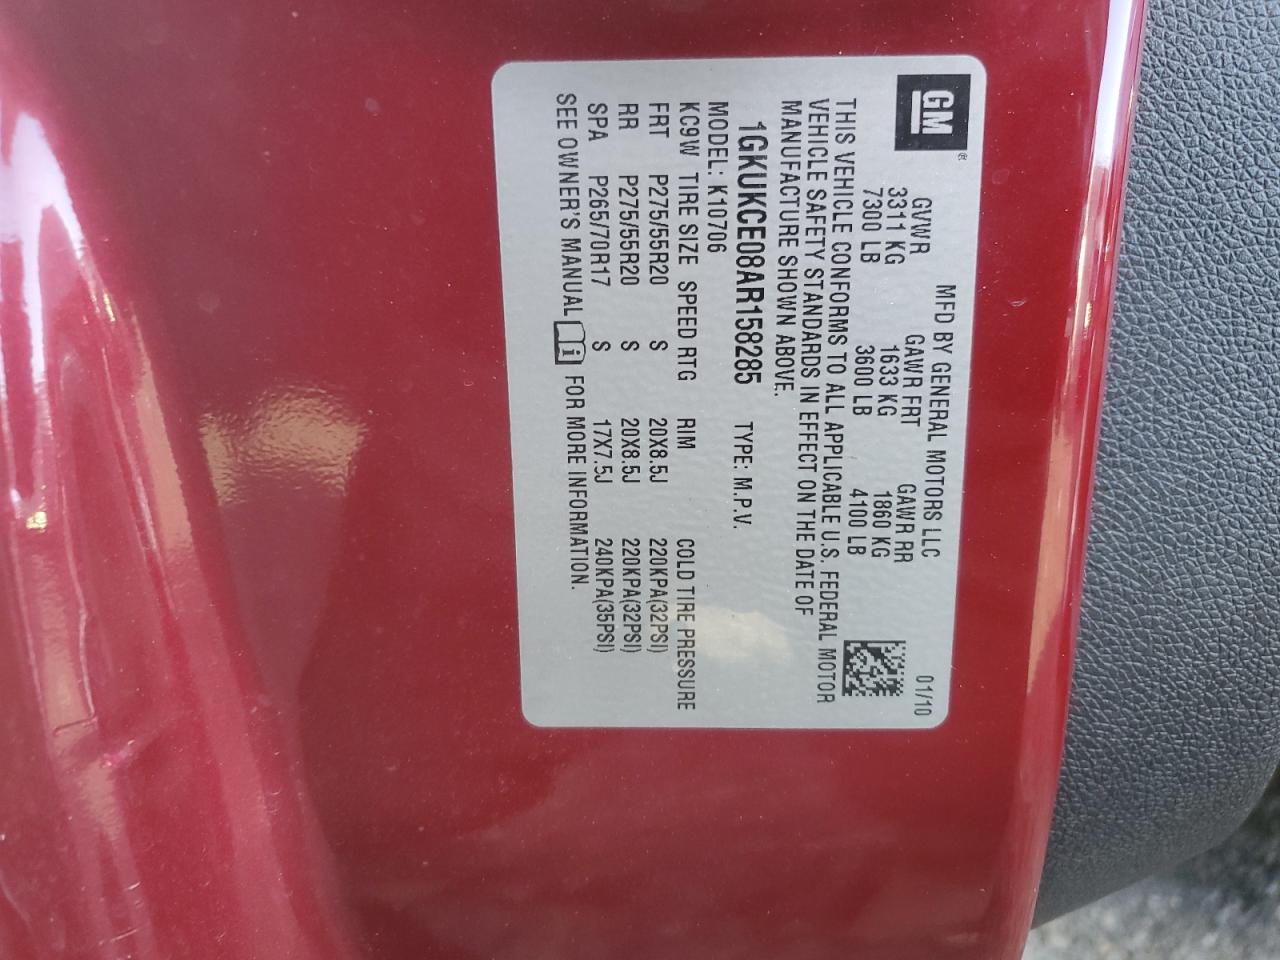 GM
®
MFD BY GENERAL MOTORS LLC 01/10
GVWR GAWR FRT GAWR RR
3311 KG 1633 KG 1860 KG
7300 LB 3600 LB 4100 LB
THIS VEHICLE CONFORMS TO ALL APPLICABLE U.S. FEDERAL MOTOR
VEHICLE SAFETY STANDARDS IN EFFECT ON THE DATE OF
MANUFACTURE SHOWN ABOVE.
1GKUKCE08AR158285 TYPE: M.P.V.
MODEL: K10706
KC9W TIRE SIZE SPEED RTG RIM COLD TIRE PRESSURE
FRT P275/55R20 S 20X8.5J 220KPA(32PSI)
RR P275/55R20 S 20X8.5J 220KPA(32PSI)
SPA P265/70R17 S 17X7.5J 240KPA(35PSI)
SEE OWNER'S MANUAL i FOR MORE INFORMATION.